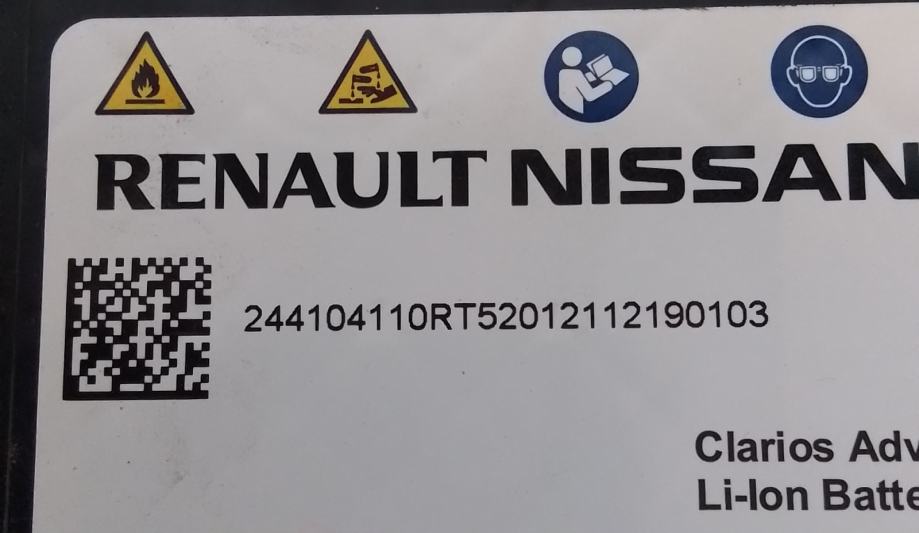 RENAULT NISSAN
244104110RT52012112190103
Clarios Adv
Li-Ion Batte